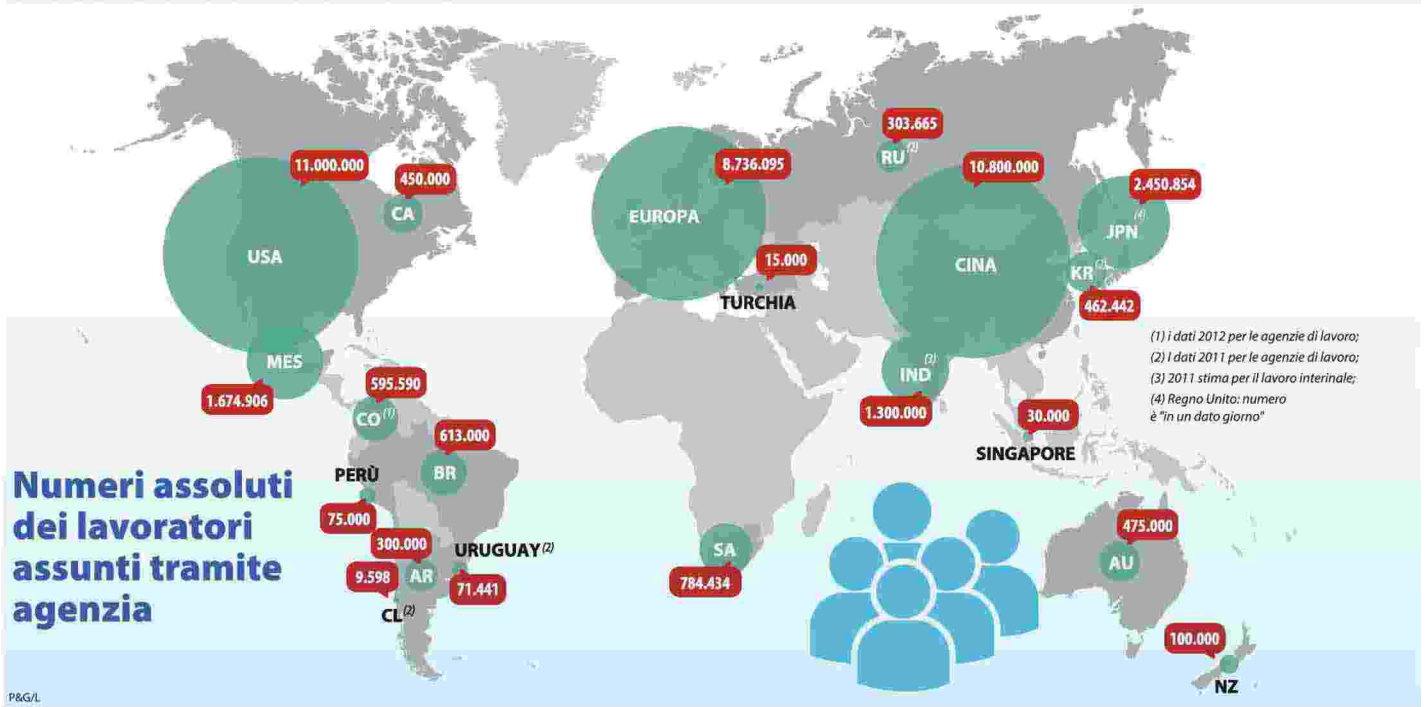 11.000.000
USA
450.000
CA
MES
1.674.906
595.590
CO (1)
613.000
BR
PERÙ
75.000
300.000
AR
URUGUAY (2)
71.441
9.598
CL (2)
8.736.095
EUROPA
15.000
TURCHIA
784.434
SA
303.665
RU (2)
10.800.000
CINA
2.450.854
JPN (4)
KR (2)
462.442
IND (3)
1.300.000
30.000
SINGAPORE
475.000
AU
100.000
NZ
(1) i dati 2012 per le agenzie di lavoro;
(2) I dati 2011 per le agenzie di lavoro;
(3) 2011 stima per il lavoro interinale;
(4) Regno Unito: numero
è "in un dato giorno"
Numeri assoluti
dei lavoratori
assunti tramite
agenzia
P&G/L